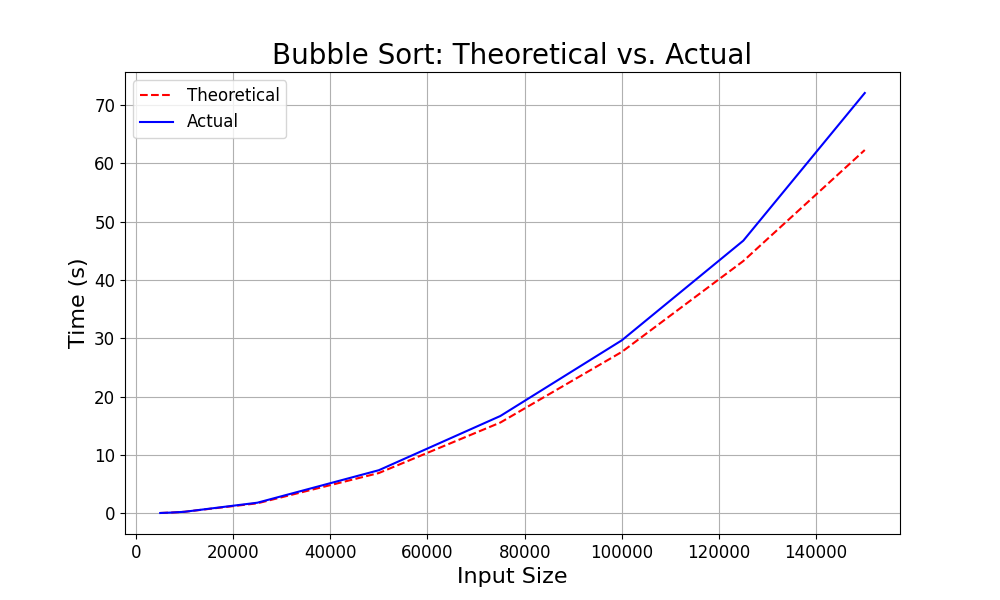 Bubble Sort: Theoretical vs. Actual
Theoretical
Actual
Time (s)
70
60
50
40
30
20
10
0
0 20000 40000 60000 80000 100000 120000 140000
Input Size